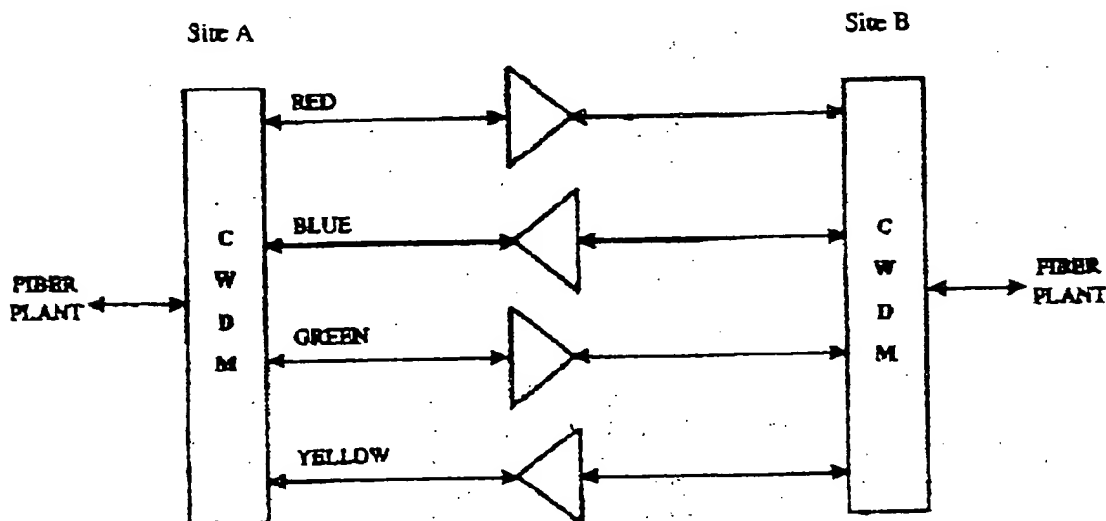 Site A
Site B
RED
BLUE
GREEN
YELLOW
C
W
D
M
C
W
D
M
FIBER
PLANT
FIBER
PLANT